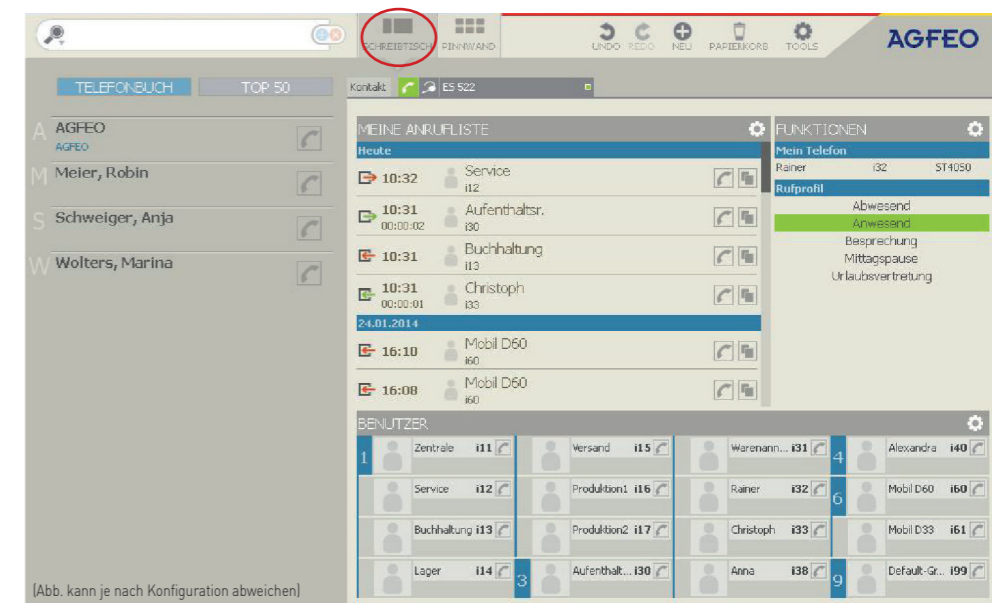 SCHREIBTISCH PINNWAND UNDO REDO NEU PAPIERKORB TOOLS AGFEO
TELEFONBUCH TOP 50
A AGFEO
AGFEO
M Meier, Robin
S Schweiger, Anja
W Wolters, Marina
(Abb. kann je nach Konfiguration abweichen)
Kontakt ES 522
MEINE ANRUFLISTE
Heute
10:32 Service
i12
10:31 Aufenthaltsr.
00:00:02 i30
10:31 Buchhaltung
i13
10:31 Christoph
00:00:01 i33
24.01.2014
16:10 Mobil D60
i60
16:08 Mobil D60
i60
FUNKTIONEN
Mein Telefon
Rainer i32 ST4050
Rufprofil
Abwesend
Anwesend
Besprechung
Mittagspause
Urlaubsvertretung
BENUTZER
1 Zentrale i11 Versand i15 Warenann... i31 4 Alexandra i40
Service i12 Produktion1 i16 Rainer i32 6 Mobil D60 i60
Buchhaltung i13 Produktion2 i17 Christoph i33 Mobil D33 i61
Lager i14 3 Aufenthalt... i30 Anna i38 9 Default-Gr... i99